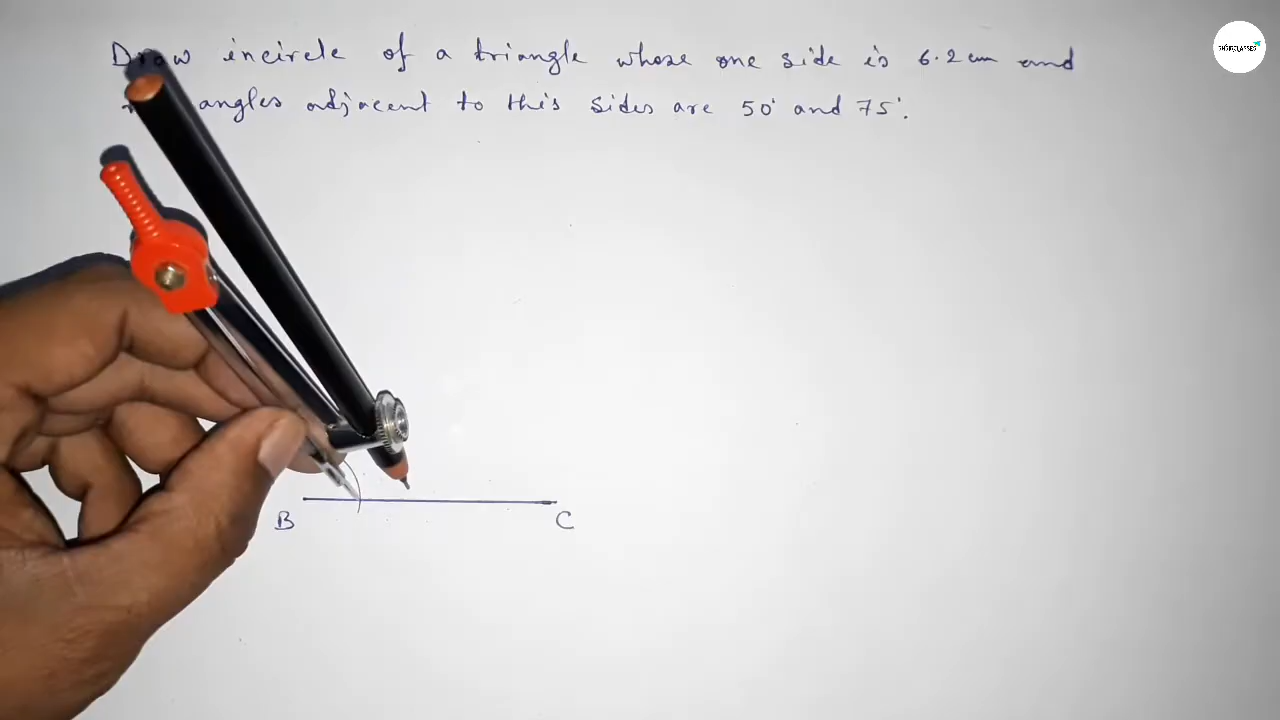 Draw incircle of a triangle whose one side is 6.2 cm and
angles adjacent to this sides are 50° and 75°.
B
C